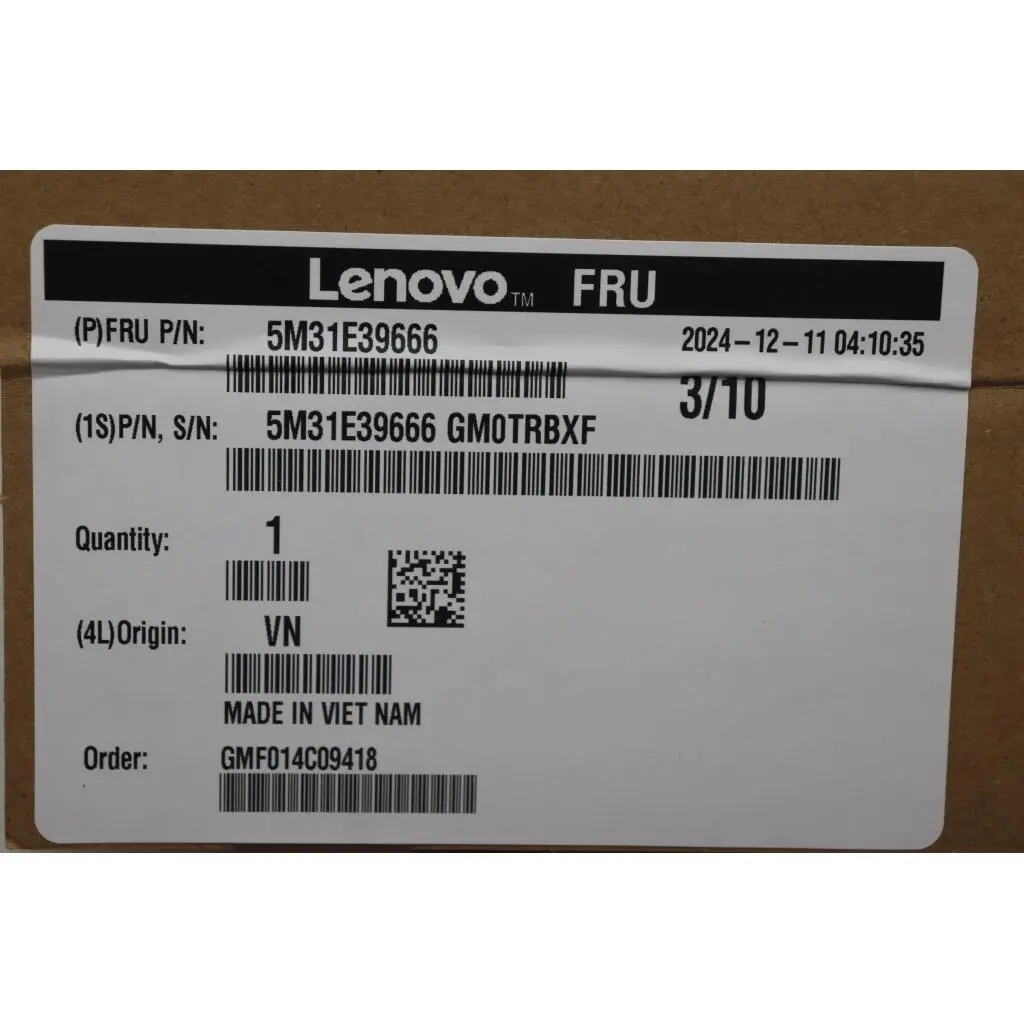 Lenovo™ FRU
(P)FRU P/N: 5M31E39666 2024-12-11 04:10:35
3/10
(1S)P/N, S/N: 5M31E39666 GM0TRBXF
Quantity: 1
(4L)Origin: VN
MADE IN VIET NAM
Order: GMF014C09418